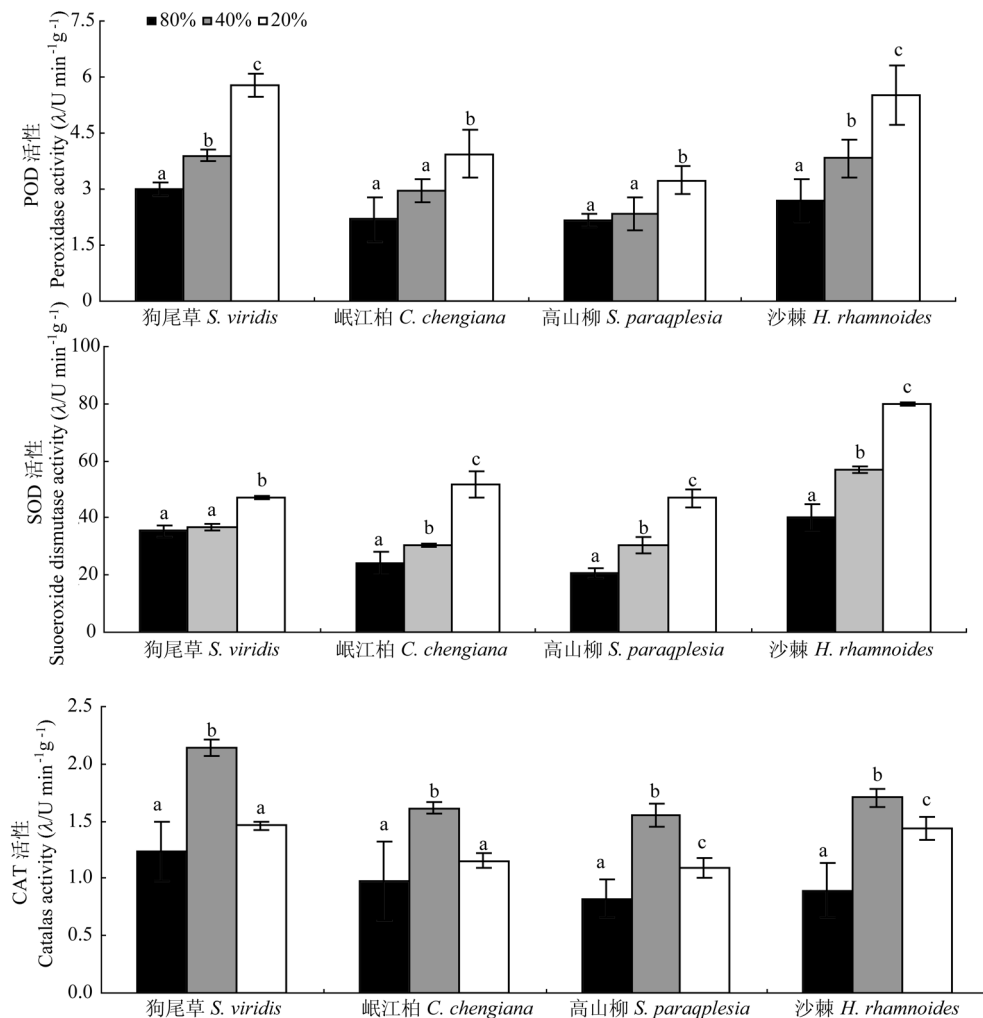 7.5
■80% ■40% □20%
c
c
POD 活性
Peroxidase activity (λ/U min⁻¹g⁻¹)
6
4.5
3
1.5
0
a
b
a
a
b
a
a
b
a
b
狗尾草 S. viridis
岷江柏 C. chengiana
高山柳 S. paraqplesia
沙棘 H. rhamnoides
SOD 活性
Suoeroxide dismutase activity (λ/U min⁻¹g⁻¹)
100
80
60
40
20
0
a
a
b
a
b
c
a
b
c
a
b
c
狗尾草 S. viridis
岷江柏 C. chengiana
高山柳 S. paraqplesia
沙棘 H. rhamnoides
CAT 活性
Catalas activity (λ/U min⁻¹g⁻¹)
2.5
2.0
1.5
1.0
0.5
0.0
a
b
a
a
b
a
a
b
c
a
b
c
狗尾草 S. viridis
岷江柏 C. chengiana
高山柳 S. paraqplesia
沙棘 H. rhamnoides